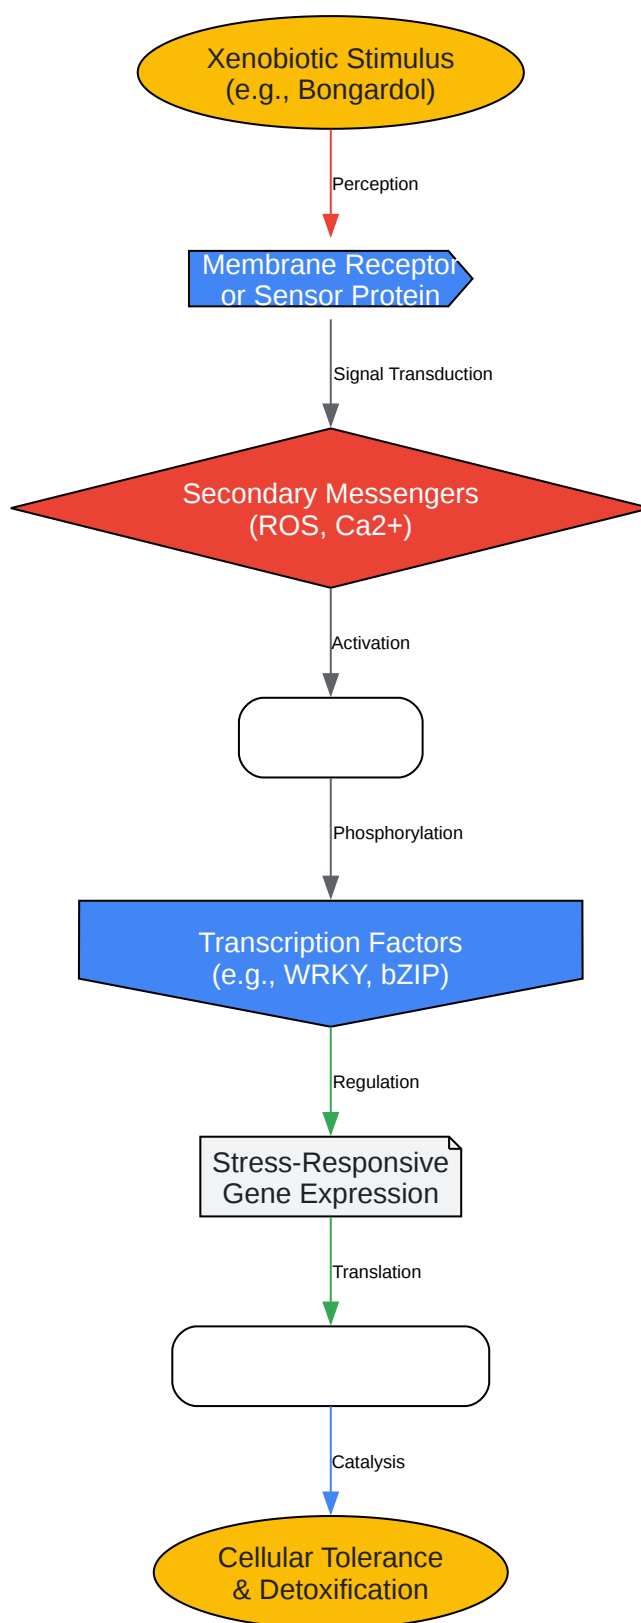 Xenobiotic Stimulus
(e.g., Bongardol)
Perception
Membrane Receptor
or Sensor Protein
Signal Transduction
Secondary Messengers
(ROS, Ca2+)
Activation
Phosphorylation
Transcription Factors
(e.g., WRKY, bZIP)
Regulation
Stress-Responsive
Gene Expression
Translation
Catalysis
Cellular Tolerance
& Detoxification